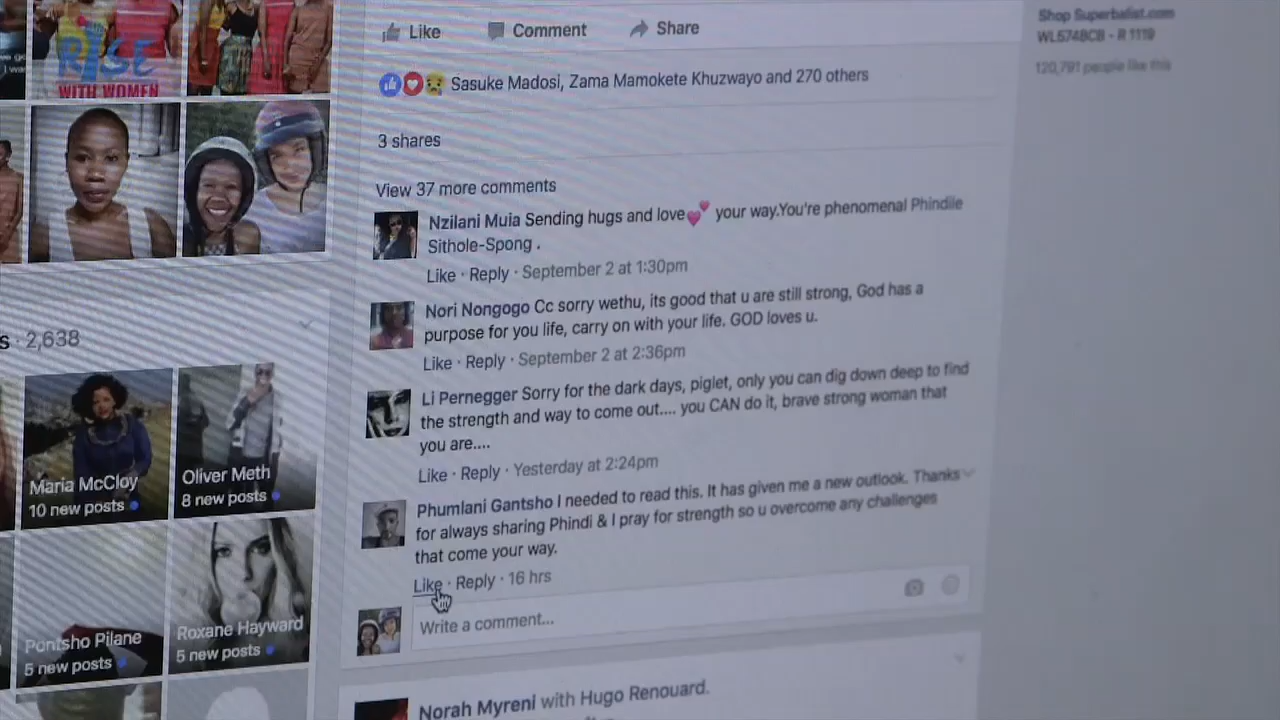 RISE
WITH WOMEN
s · 2,638
Maria McCloy
10 new posts
Oliver Meth
8 new posts
Pontsho Pilane
5 new posts
Roxane Hayward
5 new posts
Like Comment Share
Sasuke Madosi, Zama Mamokete Khuzwayo and 270 others
3 shares
View 37 more comments
Nzilani Muia Sending hugs and love💕 your way.You're phenomenal Phindile
Sithole-Spong .
Like · Reply · September 2 at 1:30pm
Nori Nongogo Cc sorry wethu, its good that u are still strong, God has a
purpose for you life, carry on with your life. GOD loves u.
Like · Reply · September 2 at 2:36pm
Li Pernegger Sorry for the dark days, piglet, only you can dig down deep to find
the strength and way to come out.... you CAN do it, brave strong woman that
you are....
Like · Reply · Yesterday at 2:24pm
Phumlani Gantsho I needed to read this. It has given me a new outlook. Thanks
for always sharing Phindi & I pray for strength so u overcome any challenges
that come your way.
Like · Reply · 16 hrs
Write a comment...
Norah Myreni with Hugo Renouard.
Shop Superbalist.com
WL574BCB - R 1119
120,791 people like this